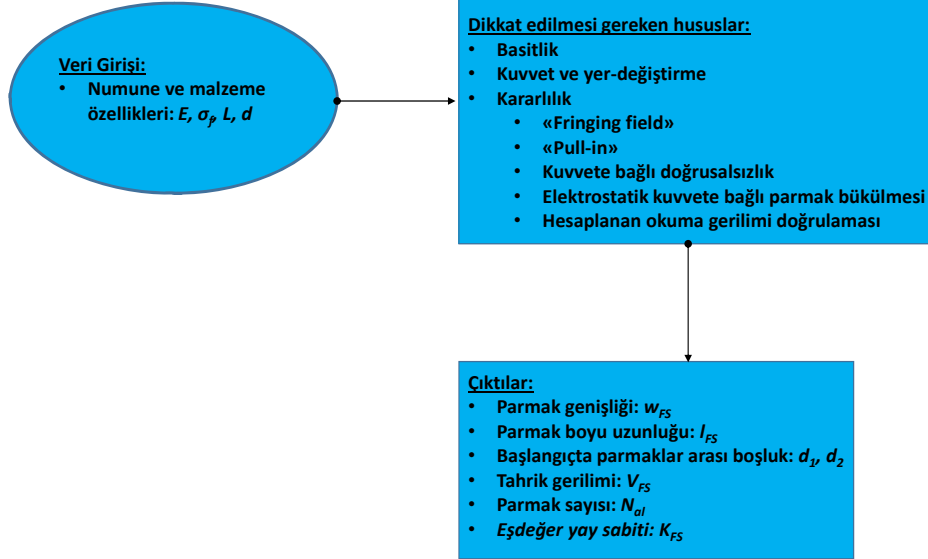 Veri Girişi:
• Numune ve malzeme
özellikleri: E, σf, L, d
Dikkat edilmesi gereken hususlar:
• Basitlik
• Kuvvet ve yer-değiştirme
• Kararlılık
• «Fringing field»
• «Pull-in»
• Kuvvete bağlı doğrusalsızlık
• Elektrostatik kuvvete bağlı parmak bükülmesi
• Hesaplanan okuma gerilimi doğrulaması
Çıktılar:
• Parmak genişliği: wFS
• Parmak boyu uzunluğu: lFS
• Başlangıçta parmaklar arası boşluk: d1, d2
• Tahrik gerilimi: VFS
• Parmak sayısı: Nal
• Eşdeğer yay sabiti: KFS